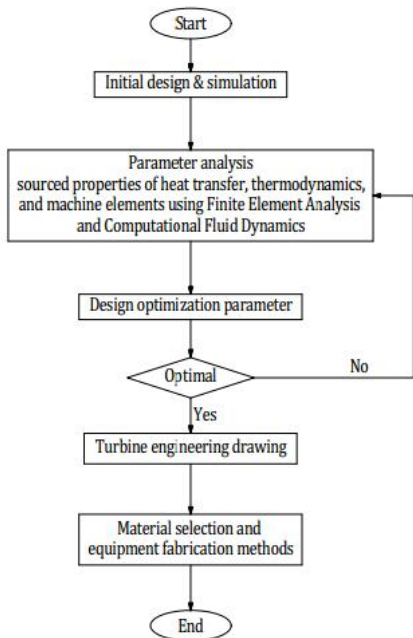 Start
Initial design & simulation
Parameter analysis
sourced properties of heat transfer, thermodynamics,
and machine elements using Finite Element Analysis
and Computational Fluid Dynamics
Design optimization parameter
Optimal
No
Yes
Turbine engineering drawing
Material selection and
equipment fabrication methods
End